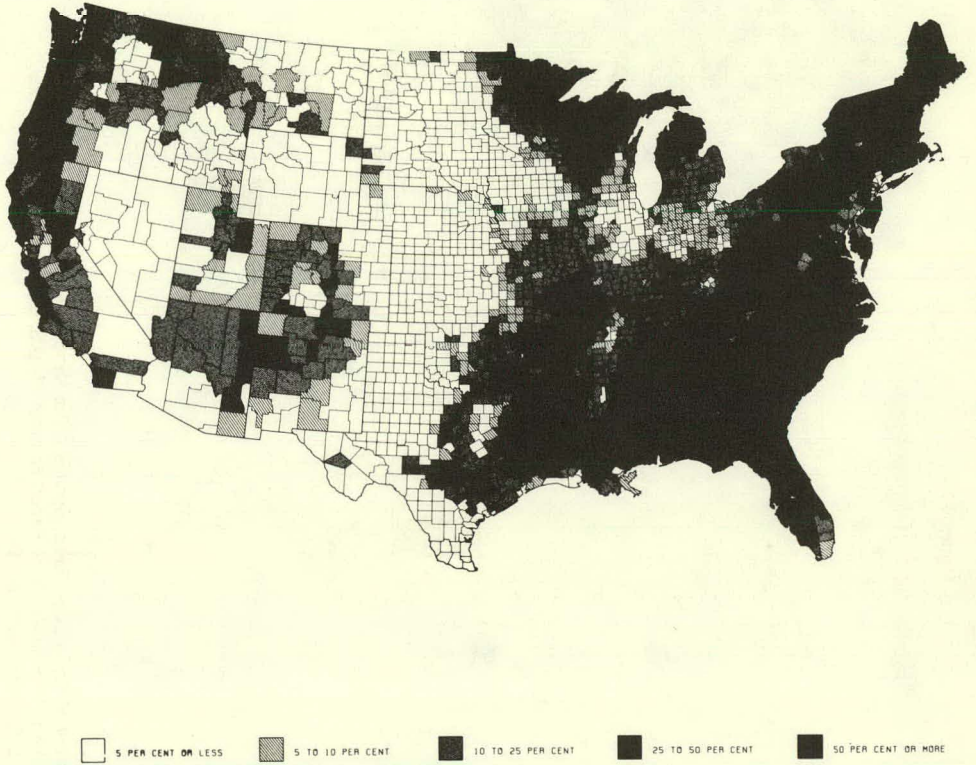 5 PER CENT OR LESS
5 TO 10 PER CENT
10 TO 25 PER CENT
25 TO 50 PER CENT
50 PER CENT OR MORE